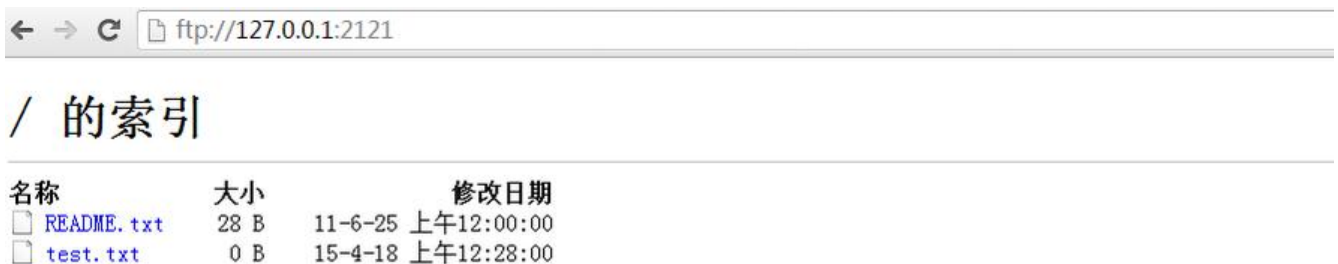 ftp://127.0.0.1:2121
/ 的索引
名称 大小 修改日期
README.txt 28 B 11-6-25 上午12:00:00
test.txt 0 B 15-4-18 上午12:28:00